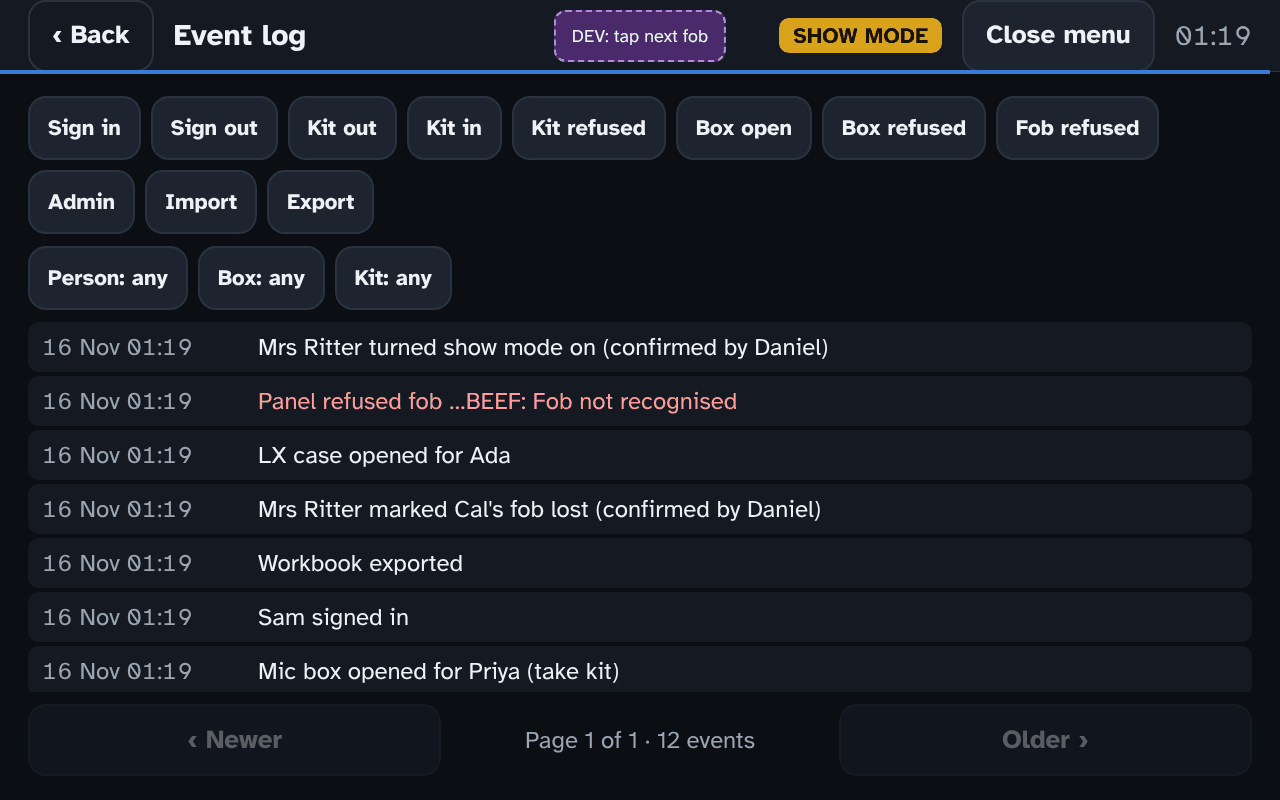 ‹ Back Event log DEV: tap next fob SHOW MODE Close menu 01:19
Sign in Sign out Kit out Kit in Kit refused Box open Box refused Fob refused
Admin Import Export
Person: any Box: any Kit: any
16 Nov 01:19 Mrs Ritter turned show mode on (confirmed by Daniel)
16 Nov 01:19 Panel refused fob …BEEF: Fob not recognised
16 Nov 01:19 LX case opened for Ada
16 Nov 01:19 Mrs Ritter marked Cal's fob lost (confirmed by Daniel)
16 Nov 01:19 Workbook exported
16 Nov 01:19 Sam signed in
16 Nov 01:19 Mic box opened for Priya (take kit)
‹ Newer Page 1 of 1 · 12 events Older ›